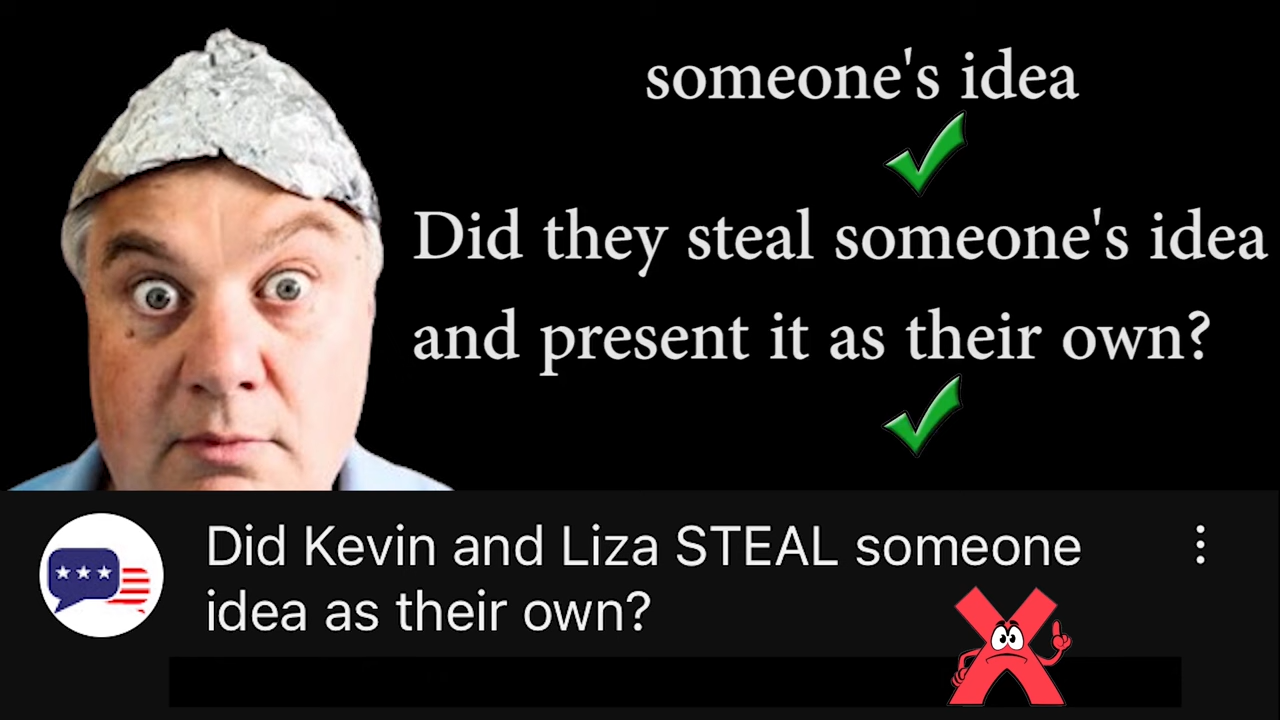 someone's idea
Did they steal someone's idea
and present it as their own?
Did Kevin and Liza STEAL someone
idea as their own?